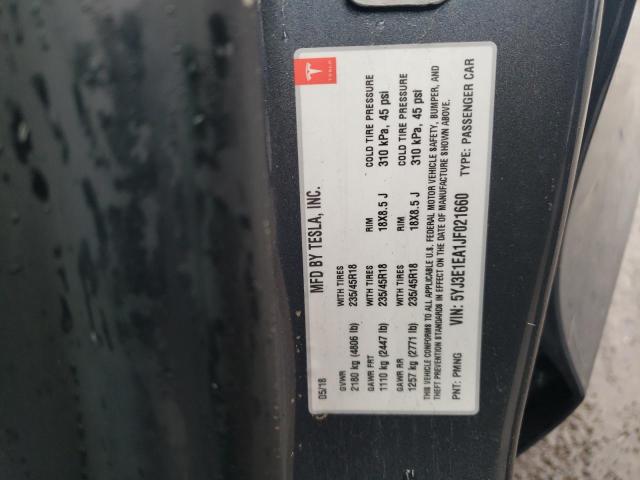 TESLA
MFD BY TESLA, INC.
05/18
GVWR WITH TIRES RIM COLD TIRE PRESSURE
2180 kg (4806 lb) 235/45R18 18X8.5 J 310 kPa, 45 psi
GAWR FRT WITH TIRES RIM COLD TIRE PRESSURE
1110 kg (2447 lb) 235/45R18 18X8.5 J 310 kPa, 45 psi
GAWR RR WITH TIRES
1257 kg (2771 lb) 235/45R18
THIS VEHICLE CONFORMS TO ALL APPLICABLE U.S. FEDERAL MOTOR VEHICLE SAFETY, BUMPER, AND
THEFT PREVENTION STANDARDS IN EFFECT ON THE DATE OF MANUFACTURE SHOWN ABOVE.
VIN: 5YJ3E1EA1JF021660
PNT: PMNG TYPE: PASSENGER CAR